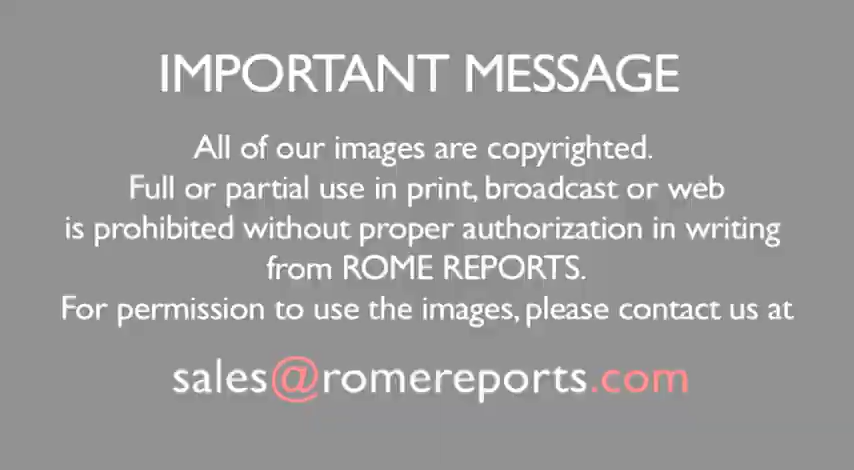 IMPORTANT MESSAGE
All of our images are copyrighted.
Full or partial use in print, broadcast or web
is prohibited without proper authorization in writing
from ROME REPORTS.
For permission to use the images, please contact us at
sales@romereports.com